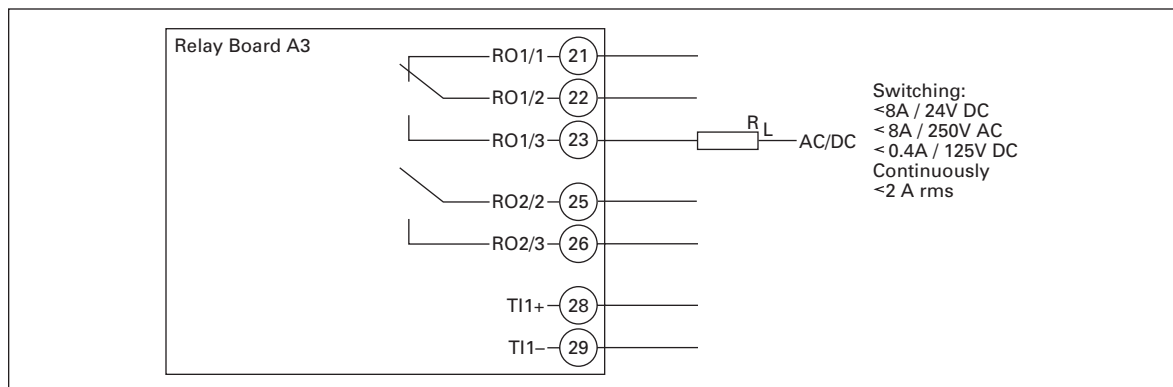 Relay Board A3
RO1/1 21
RO1/2 22
RO1/3 23
RO2/2 25
RO2/3 26
TI1+ 28
TI1– 29
RL
AC/DC
Switching:
<8A / 24V DC
< 8A / 250V AC
< 0.4A / 125V DC
Continuously
<2 A rms